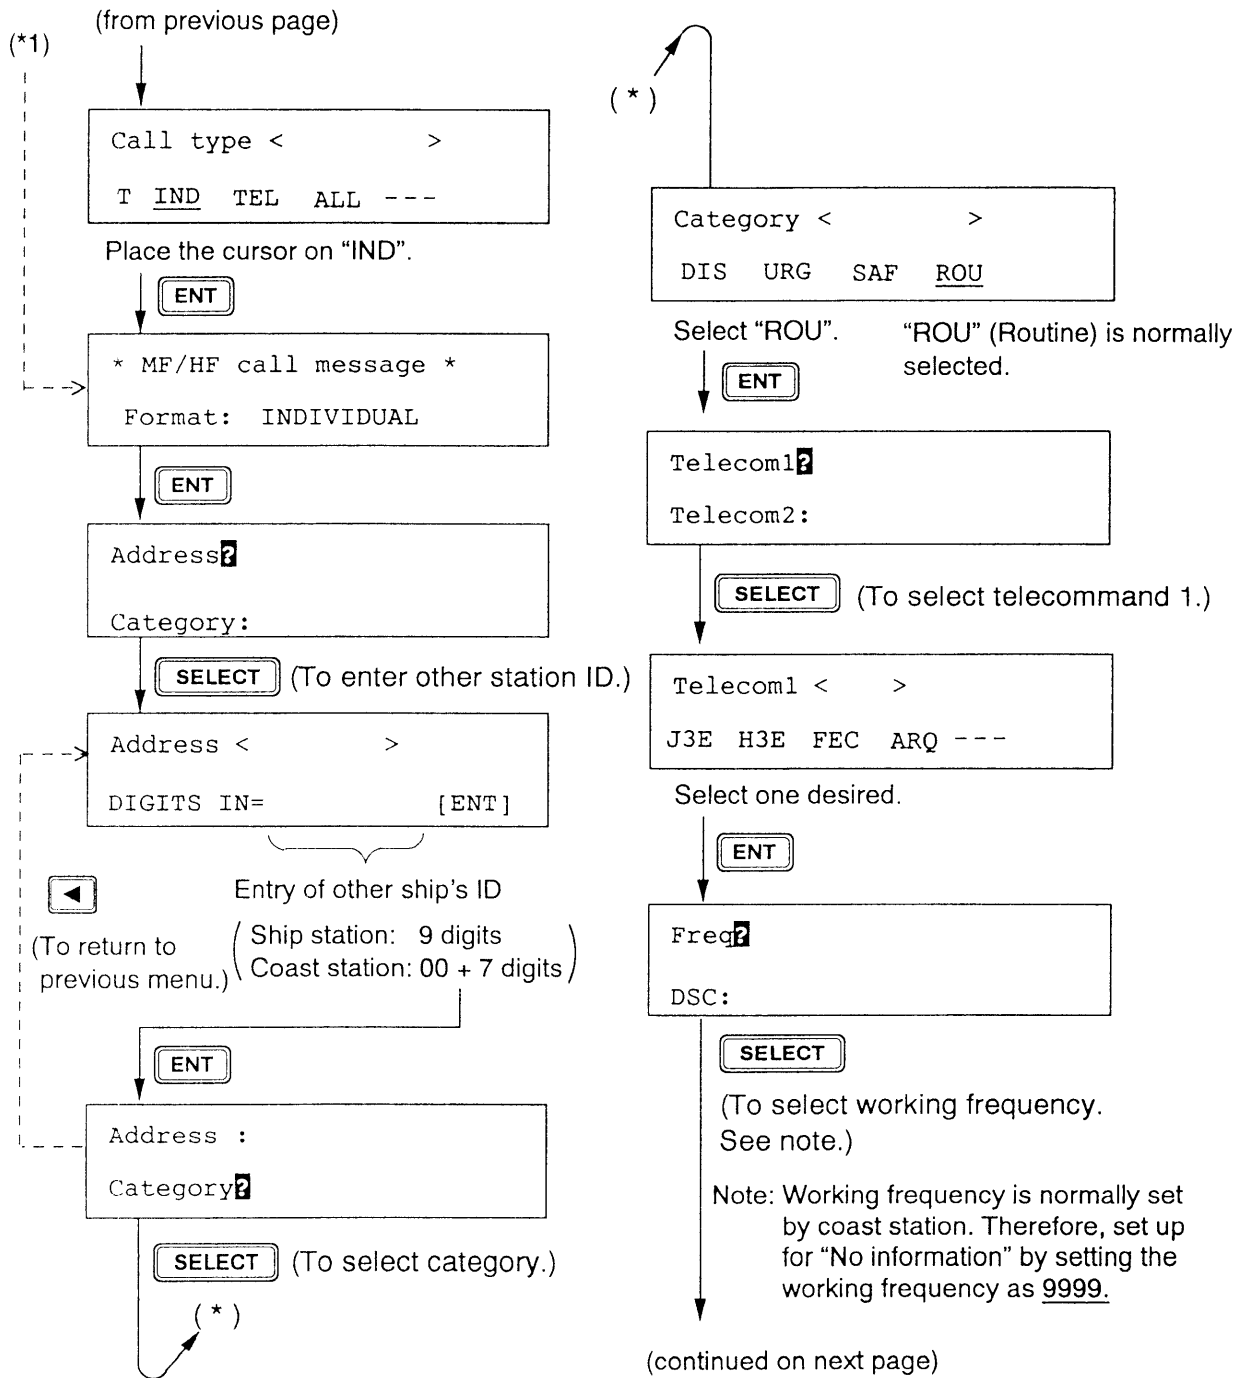 (from previous page)
(*1)
Call type < >
T IND TEL ALL ---
Place the cursor on “IND”.
ENT
* MF/HF call message *
Format: INDIVIDUAL
ENT
Address?
Category:
SELECT (To enter other station ID.)
Address < >
DIGITS IN= [ENT]
◄
(To return to
previous menu.)
Entry of other ship's ID
(Ship station: 9 digits
Coast station: 00 + 7 digits)
ENT
Address :
Category?
SELECT (To select category.)
(*)
(*)
Category < >
DIS URG SAF ROU
Select “ROU”.
“ROU” (Routine) is normally
selected.
ENT
Telecom1?
Telecom2:
SELECT (To select telecommand 1.)
Telecom1 < >
J3E H3E FEC ARQ ---
Select one desired.
ENT
Freq?
DSC:
SELECT
(To select working frequency.
See note.)
Note: Working frequency is normally set
by coast station. Therefore, set up
for “No information” by setting the
working frequency as 9999.
(continued on next page)